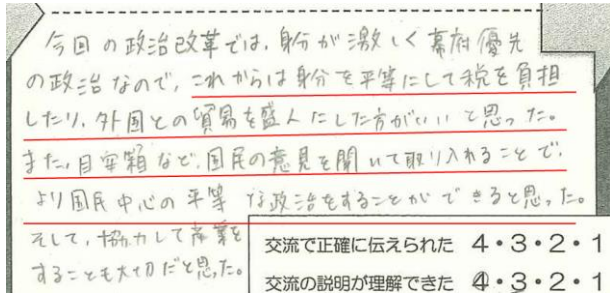 今回の政治改革では、身分が激しく幕府優先
の政治なので、これからは身分を平等にして税を負担
したり、外国との貿易を盛んにした方がいいと思った。
また、目安箱など、国民の意見を聞いて取り入れることで、
より国民中心の平等な政治をすることができると思った。
そして、協力して産業を
することも大切だと思った。
交流で正確に伝えられた 4・3・2・1
交流の説明が理解できた 4・3・2・1